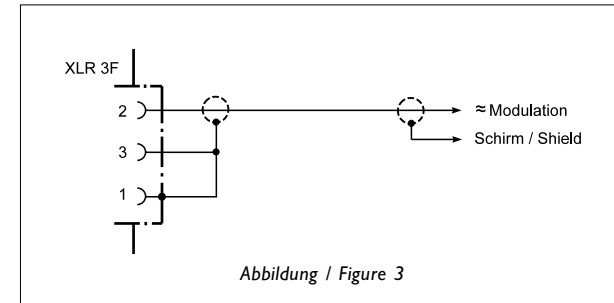 XLR 3F
2
≈ Modulation
Schirm / Shield
3
1
Abbildung / Figure 3